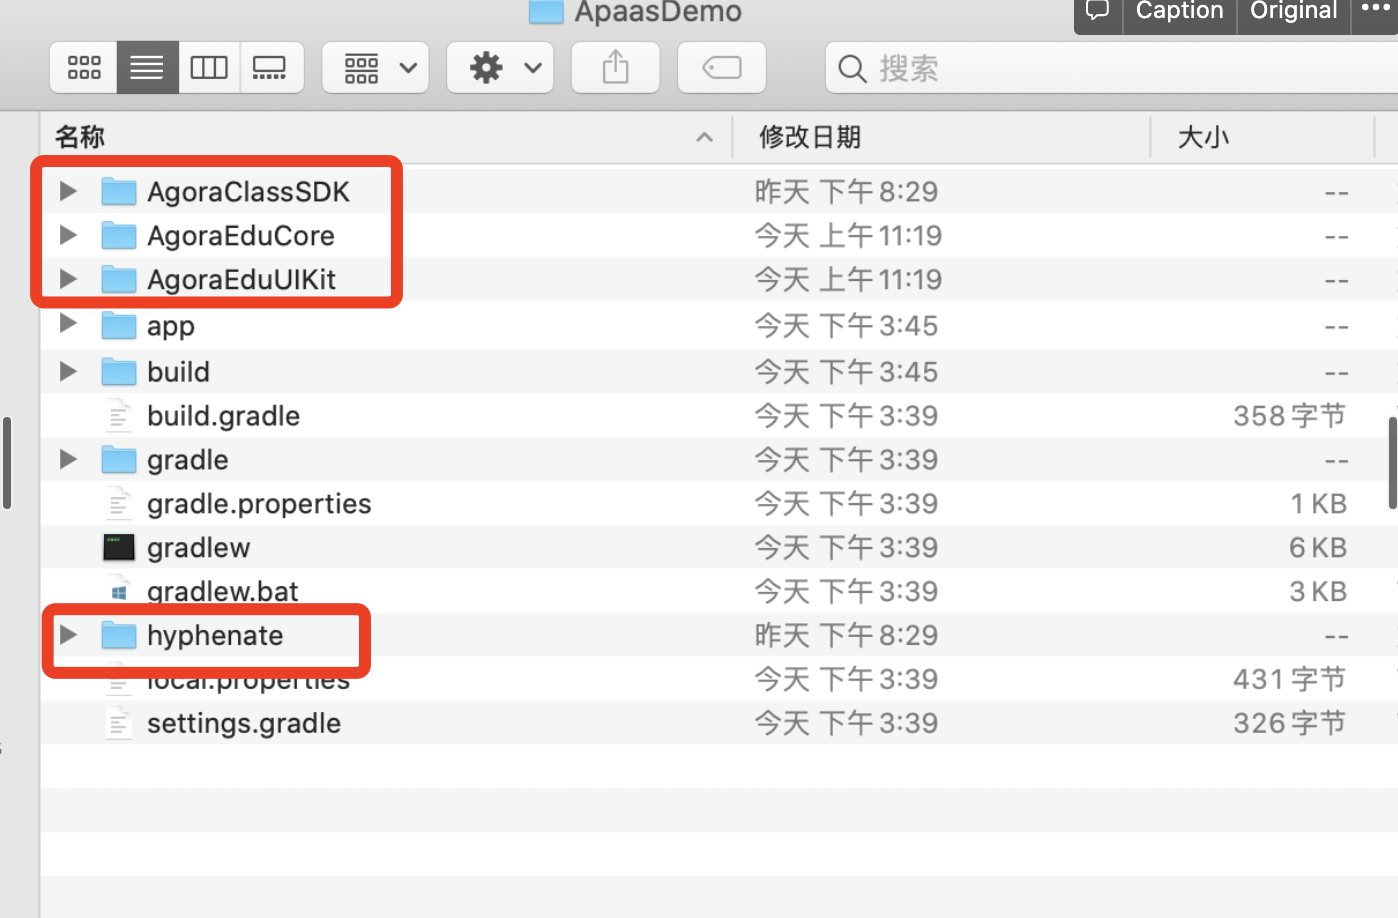 ApaasDemo
Caption Original
搜索
名称 修改日期 大小
AgoraClassSDK 昨天 下午 8:29 --
AgoraEduCore 今天 上午 11:19 --
AgoraEduUIKit 今天 上午 11:19 --
app 今天 下午 3:45 --
build 今天 下午 3:45 --
build.gradle 今天 下午 3:39 358 字节
gradle 今天 下午 3:39 --
gradle.properties 今天 下午 3:39 1 KB
gradlew 今天 下午 3:39 6 KB
gradlew.bat 今天 下午 3:39 3 KB
hyphenate 昨天 下午 8:29 --
local.properties 今天 下午 3:39 431 字节
settings.gradle 今天 下午 3:39 326 字节